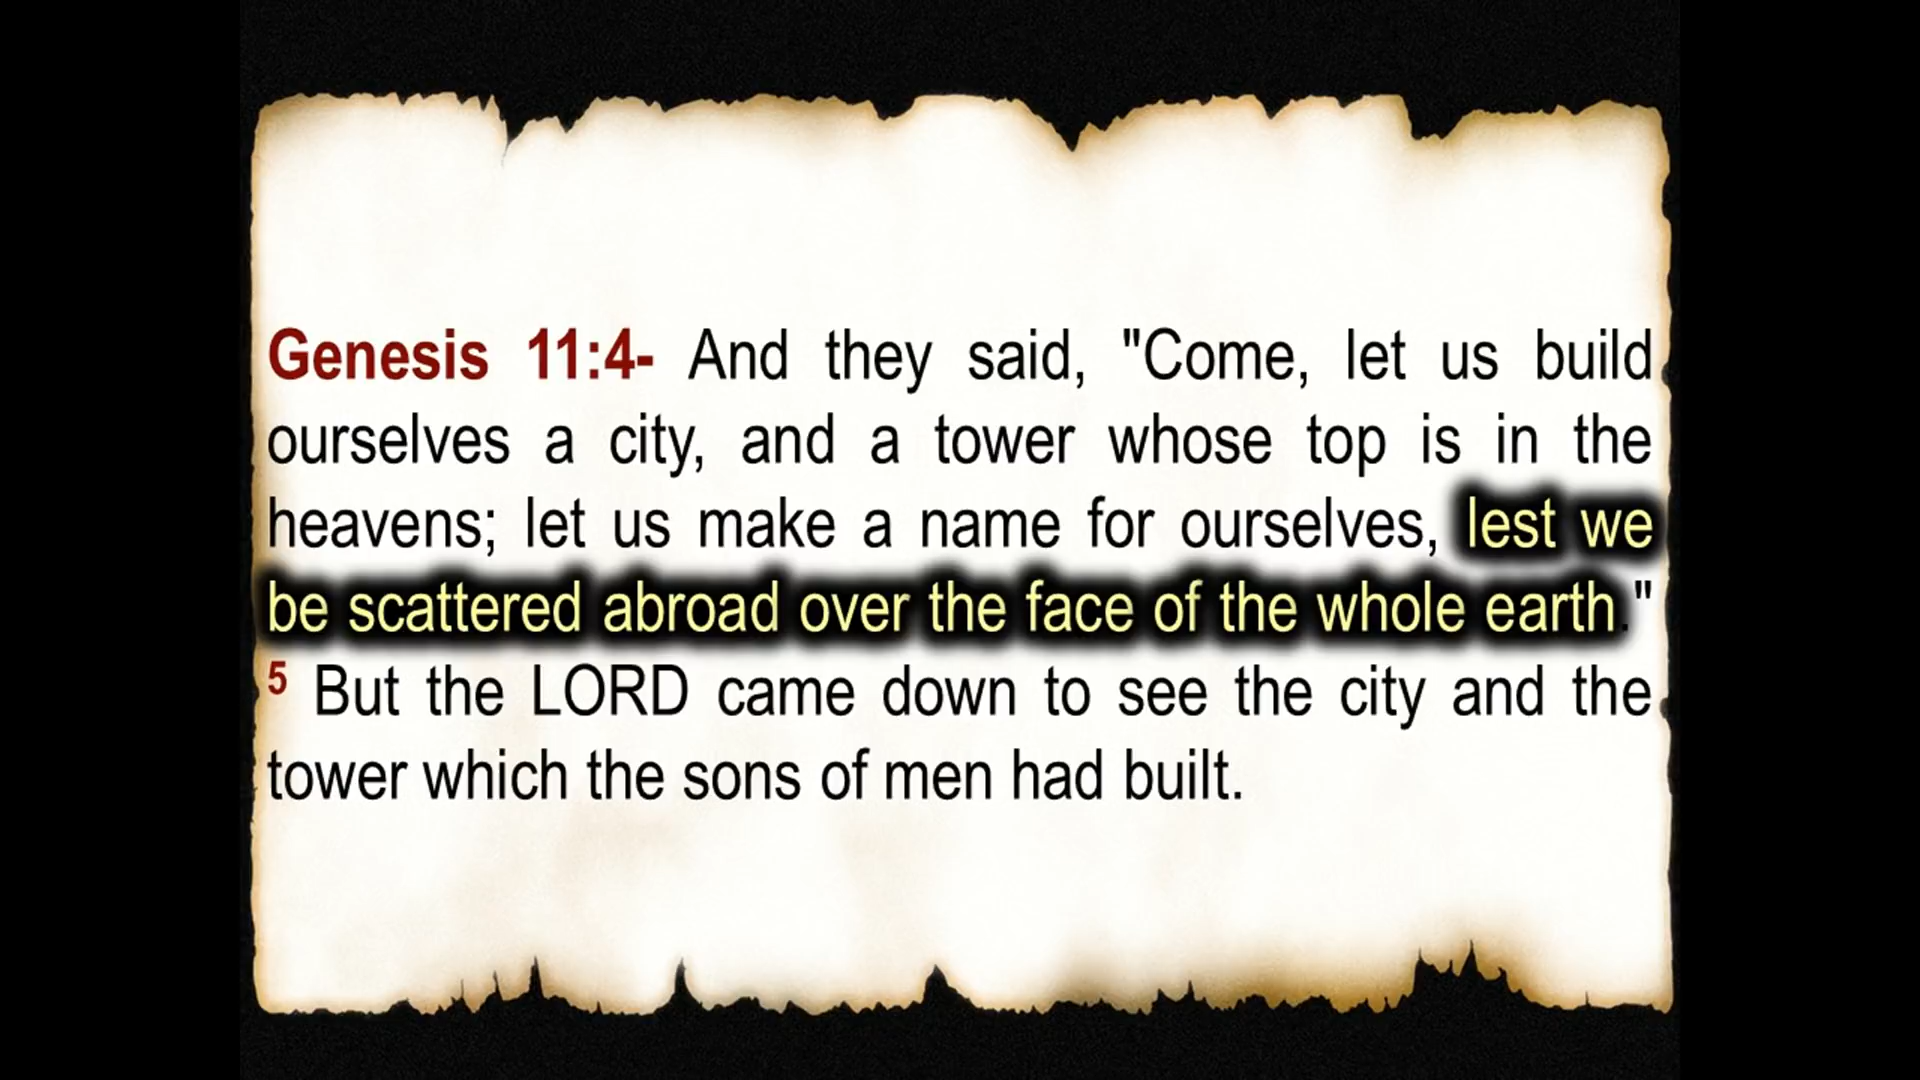 Genesis 11:4- And they said, "Come, let us build
ourselves a city, and a tower whose top is in the
heavens; let us make a name for ourselves, lest we
be scattered abroad over the face of the whole earth."
5 But the LORD came down to see the city and the
tower which the sons of men had built.